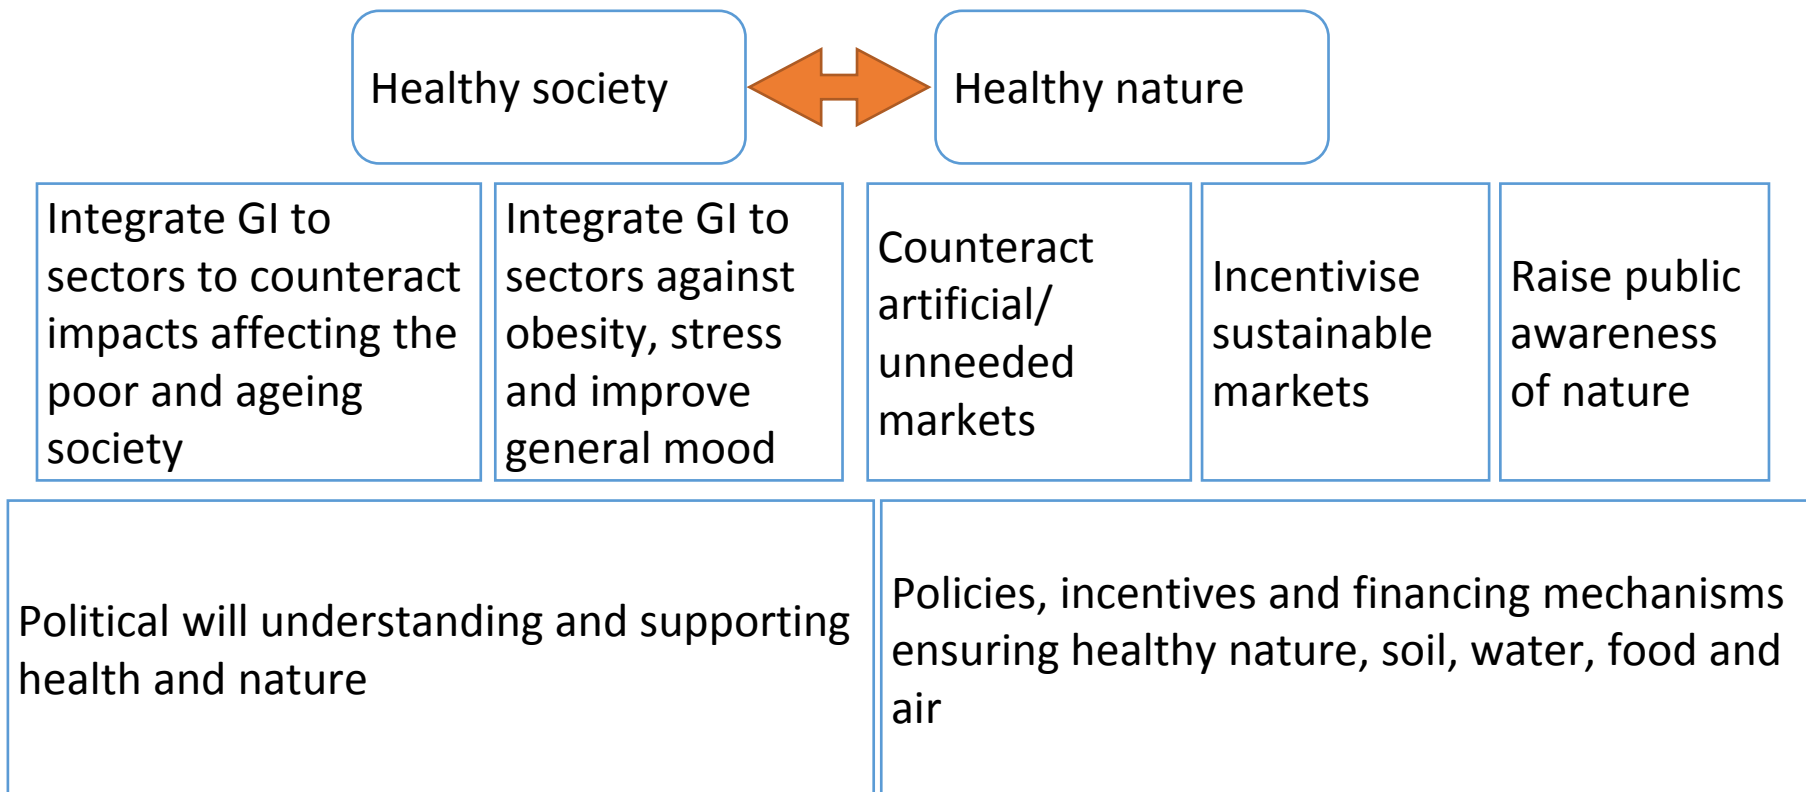 Healthy society
Healthy nature
Integrate GI to
sectors to counteract
impacts affecting the
poor and ageing
society
Integrate GI to
sectors against
obesity, stress
and improve
general mood
Counteract
artificial/
unneeded
markets
Incentivise
sustainable
markets
Raise public
awareness
of nature
Political will understanding and supporting
health and nature
Policies, incentives and financing mechanisms
ensuring healthy nature, soil, water, food and
air